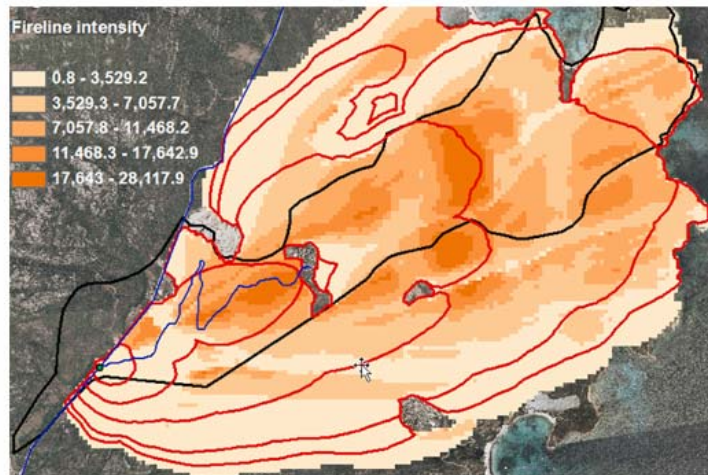 Fireline intensity
0.8 - 3,529.2
3,529.3 - 7,057.7
7,057.8 - 11,468.2
11,468.3 - 17,642.9
17,643 - 28,117.9